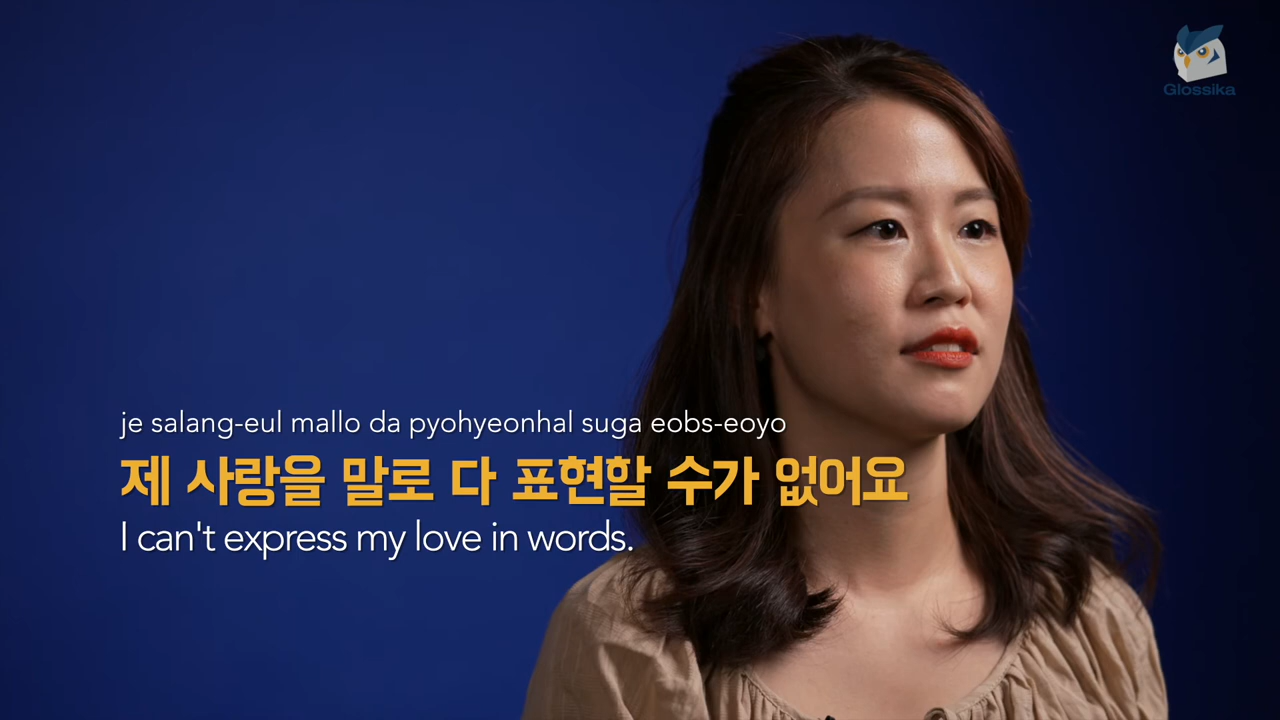 Glossika
je salang-eul mallo da pyohyeonhal suga eobs-eoyo
제 사랑을 말로 다 표현할 수가 없어요
I can't express my love in words.